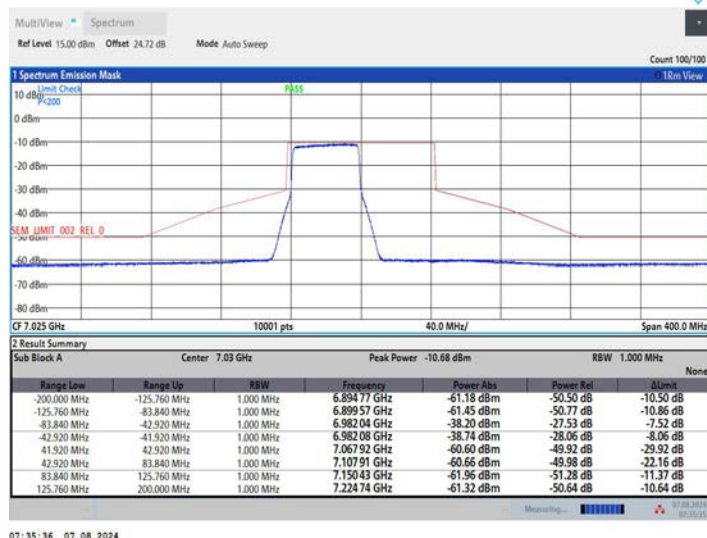 MultiView Spectrum
Ref Level 15.00 dBm Offset 24.72 dB Mode Auto Sweep
Count 100/100
1 Spectrum Emission Mask 1Rm View
Limit Check PASS
P<200
10 dBm
0 dBm
-10 dBm
-20 dBm
-30 dBm
-40 dBm
SEM_LIMIT_002_REL_0
-50 dBm
-60 dBm
-70 dBm
-80 dBm
CF 7.025 GHz 10001 pts 40.0 MHz/ Span 400.0 MHz
2 Result Summary
Sub Block A Center 7.03 GHz Peak Power -10.68 dBm RBW 1.000 MHz
None
Range Low Range Up RBW Frequency Power Abs Power Rel ΔLimit
-200.000 MHz -125.760 MHz 1.000 MHz 6.894 77 GHz -61.18 dBm -50.50 dB -10.50 dB
-125.760 MHz -83.840 MHz 1.000 MHz 6.899 57 GHz -61.45 dBm -50.77 dB -10.86 dB
-83.840 MHz -42.920 MHz 1.000 MHz 6.982 04 GHz -38.20 dBm -27.53 dB -7.52 dB
-42.920 MHz -41.920 MHz 1.000 MHz 6.982 08 GHz -38.74 dBm -28.06 dB -8.06 dB
41.920 MHz 42.920 MHz 1.000 MHz 7.067 92 GHz -60.60 dBm -49.92 dB -29.92 dB
42.920 MHz 83.840 MHz 1.000 MHz 7.107 91 GHz -60.66 dBm -49.98 dB -22.16 dB
83.840 MHz 125.760 MHz 1.000 MHz 7.150 43 GHz -61.96 dBm -51.28 dB -11.37 dB
125.760 MHz 200.000 MHz 1.000 MHz 7.224 74 GHz -61.32 dBm -50.64 dB -10.64 dB
Measuring... 07.08.2024
07:35:35
07:35:36 07.08.2024